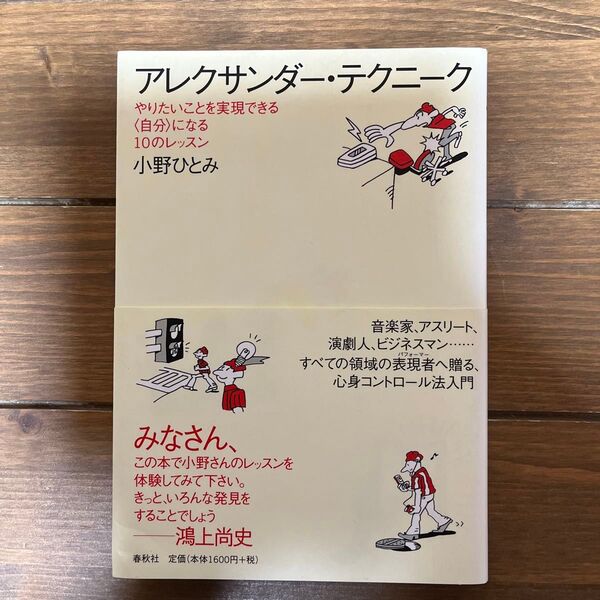 アレクサンダー・テクニーク
やりたいことを実現できる
〈自分〉になる
10のレッスン
小野ひとみ
音楽家、アスリート、
演劇人、ビジネスマン……
パフォーマー
すべての領域の表現者へ贈る、
心身コントロール法入門
みなさん、
この本で小野さんのレッスンを
体験してみて下さい。
きっと、いろんな発見を
することでしょう
――鴻上尚史
春秋社 定価(本体1600円+税)